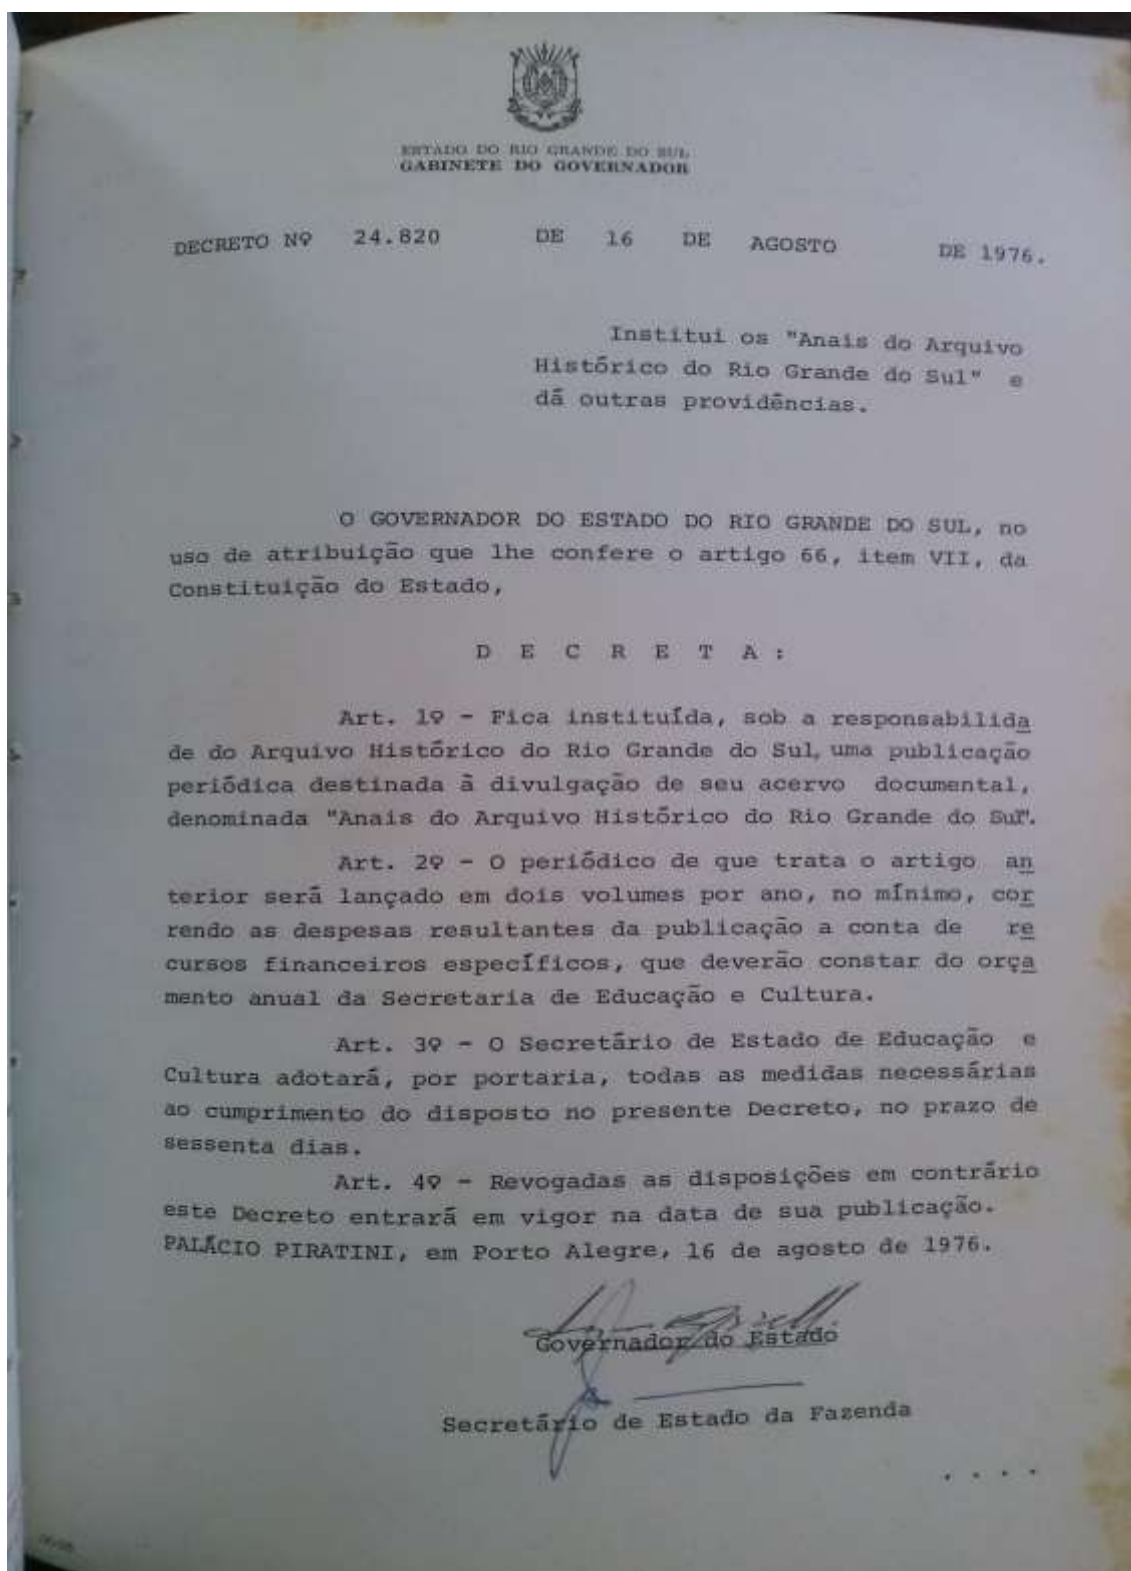 ESTADO DO RIO GRANDE DO SUL
GABINETE DO GOVERNADOR
DECRETO Nº 24.820 DE 16 DE AGOSTO DE 1976.
Institui os "Anais do Arquivo
Histórico do Rio Grande do Sul" e
dá outras providências.
O GOVERNADOR DO ESTADO DO RIO GRANDE DO SUL, no
uso de atribuição que lhe confere o artigo 66, item VII, da
Constituição do Estado,
D E C R E T A :
Art. 1º - Fica instituída, sob a responsabilida
de do Arquivo Histórico do Rio Grande do Sul, uma publicação
periódica destinada à divulgação de seu acervo documental,
denominada "Anais do Arquivo Histórico do Rio Grande do Sul".
Art. 2º - O periódico de que trata o artigo an
terior será lançado em dois volumes por ano, no mínimo, cor
rendo as despesas resultantes da publicação a conta de re
cursos financeiros específicos, que deverão constar do orça
mento anual da Secretaria de Educação e Cultura.
Art. 3º - O Secretário de Estado de Educação e
Cultura adotará, por portaria, todas as medidas necessárias
ao cumprimento do disposto no presente Decreto, no prazo de
sessenta dias.
Art. 4º - Revogadas as disposições em contrário
este Decreto entrará em vigor na data de sua publicação.
PALÁCIO PIRATINI, em Porto Alegre, 16 de agosto de 1976.
Governador do Estado
Secretário de Estado da Fazenda
. . . .